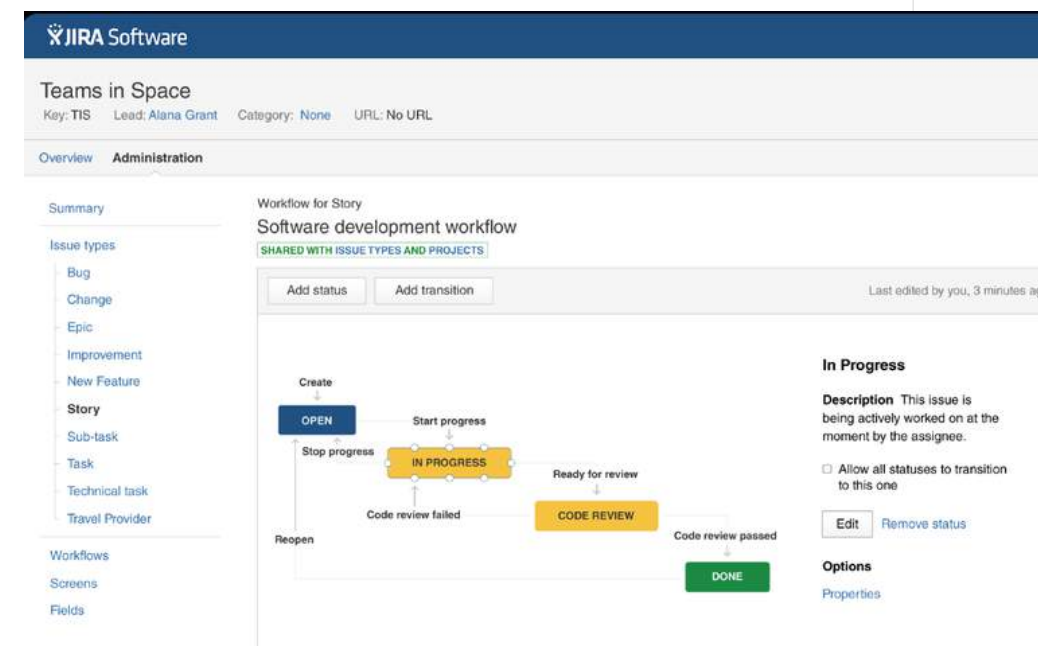 JIRA Software
Teams in Space
Key: TIS Lead: Alana Grant Category: None URL: No URL
Overview Administration
Summary
Issue types
Bug
Change
Epic
Improvement
New Feature
Story
Sub-task
Task
Technical task
Travel Provider
Workflows
Screens
Fields
Workflow for Story
Software development workflow
SHARED WITH ISSUE TYPES AND PROJECTS
Add status Add transition
Last edited by you, 3 minutes
Create
OPEN
Start progress
Stop progress
IN PROGRESS
Ready for review
Code review failed
CODE REVIEW
Reopen
Code review passed
DONE
In Progress
Description This issue is
being actively worked on at the
moment by the assignee.
Allow all statuses to transition
to this one
Edit Remove status
Options
Properties